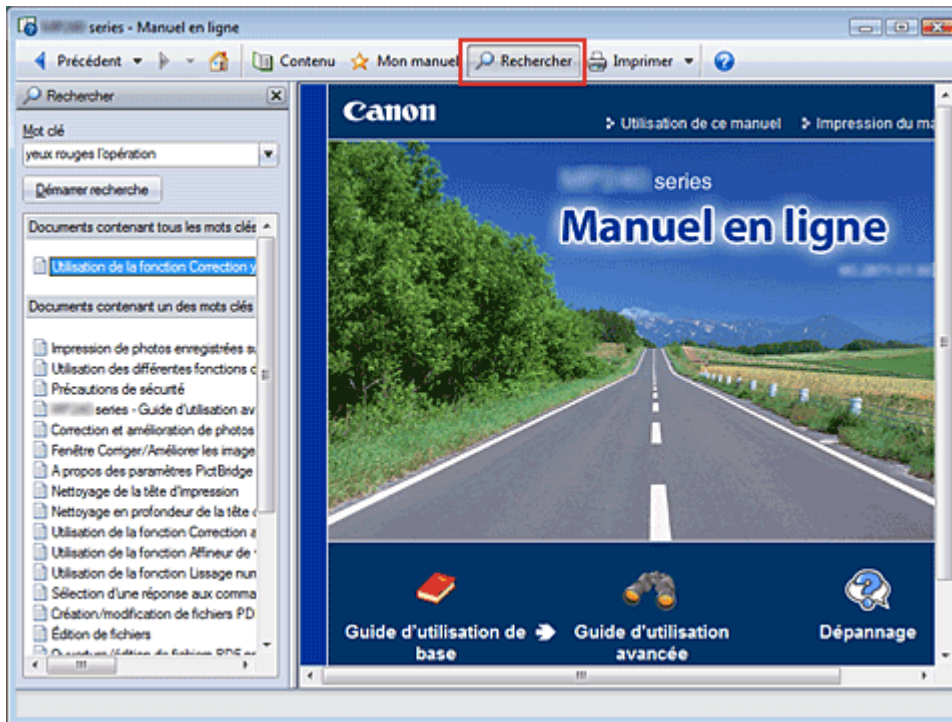 series - Manuel en ligne
Précédent Contenu Mon manuel Rechercher Imprimer
Rechercher
Mot clé
yeux rouges l'opération
Démarrer recherche
Documents contenant tous les mots clés
Utilisation de la fonction Correction y
Documents contenant un des mots clés
Impression de photos enregistrées su
Utilisation des différentes fonctions c
Précautions de sécurté
series - Guide d'utilisation av
Correction et amélioration de photos
Fenêtre Corriger/Améliorer les image
A propos des paramètres PictBridge
Nettoyage de la tête d'impression
Nettoyage en profondeur de la tête d
Utilisation de la fonction Correction a
Utilisation de la fonction Affineur de
Utilisation de la fonction Lissage num
Sélection d'une réponse aux comma
Création/modification de fichiers PD
Édition de fichiers
Canon
Utilisation de ce manuel Impression du ma
series
Manuel en ligne
Guide d'utilisation de base
Guide d'utilisation avancée
Dépannage